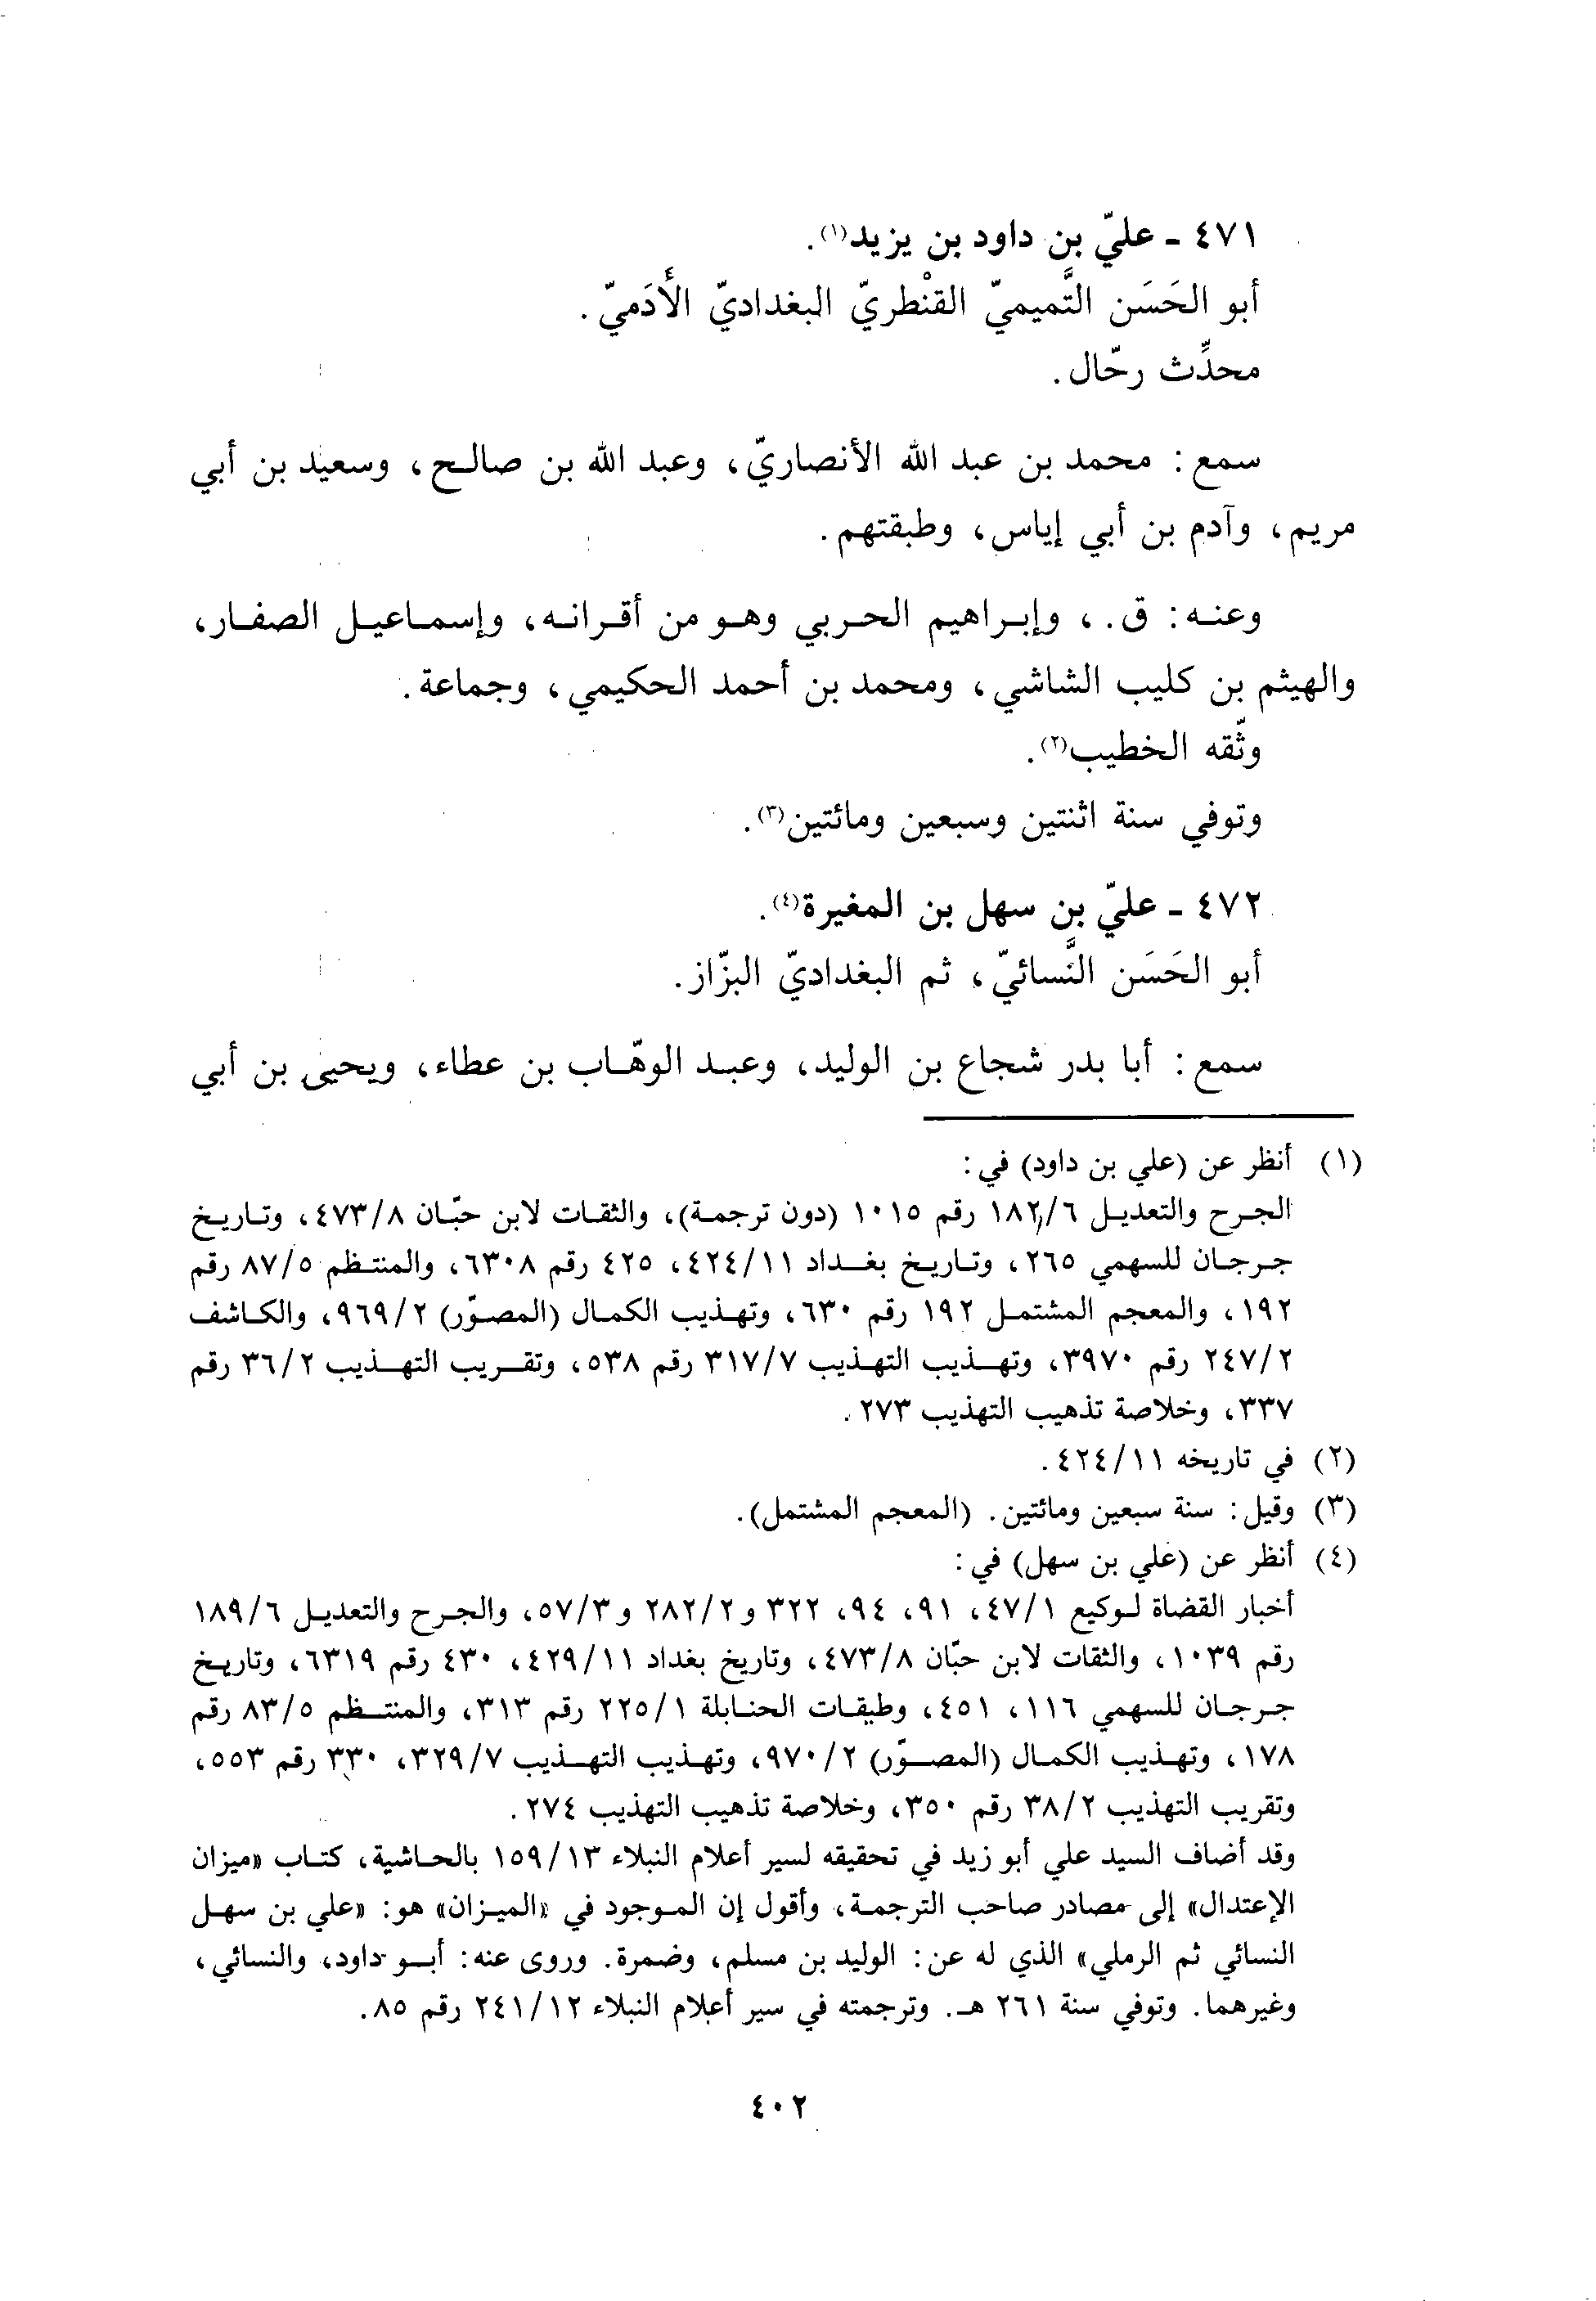 ٤٧١ - عليّ بن داود بن يزيد(١).
أبو الحَسَن التَّميميّ القنْطريّ البغداديّ الأَدَميّ.
محدِّث رحّال.
سمع: محمد بن عبد الله الأنصاريّ، وعبد الله بن صالح، وسعيد بن أبي
مريم، وآدم بن أبي إياس، وطبقتهم.
وعنه: ق.، وإبراهيم الحربي وهو من أقرانه، وإسماعيل الصفار،
والهيثم بن كليب الشاشي، ومحمد بن أحمد الحكيمي، وجماعة.
وثّقه الخطيب(٢).
وتوفي سنة اثنتين وسبعين ومائتين(٣).
٤٧٢ - عليّ بن سهل بن المغيرة(٤).
أبو الحَسَن النَّسائيّ، ثم البغداديّ البزّاز.
سمع: أبا بدر شجاع بن الوليد، وعبد الوهّاب بن عطاء، ويحيى بن أبي
(١) أنظر عن (علي بن داود) في:
الجرح والتعديل ١٨٢/٦ رقم ١٠١٥ (دون ترجمة)، والثقات لابن حبّان ٤٧٣/٨، وتاريخ
جرجان للسهمي ٢٦٥، وتاريخ بغداد ٤٢٤/١١، ٤٢٥ رقم ٦٣٠٨، والمنتظم ٨٧/٥ رقم
١٩٢، والمعجم المشتمل ١٩٢ رقم ٦٣٠، وتهذيب الكمال (المصوّر) ٩٦٩/٢، والكاشف
٢٤٧/٢ رقم ٣٩٧٠، وتهذيب التهذيب ٣١٧/٧ رقم ٥٣٨، وتقريب التهذيب ٣٦/٢ رقم
٣٣٧، وخلاصة تذهيب التهذيب ٢٧٣.
(٢) في تاريخه ٤٢٤/١١.
(٣) وقيل: سنة سبعين ومائتين. (المعجم المشتمل).
(٤) أنظر عن (علي بن سهل) في:
أخبار القضاة لوكيع ٤٧/١، ٩١، ٩٤، ٣٢٢ و٢٨٢/٢ و٥٧/٣، والجرح والتعديل ١٨٩/٦
رقم ١٠٣٩، والثقات لابن حبّان ٤٧٣/٨، وتاريخ بغداد ٤٢٩/١١، ٤٣٠ رقم ٦٣١٩، وتاريخ
جرجان للسهمي ١١٦، ٤٥١، وطبقات الحنابلة ٢٢٥/١ رقم ٣١٣، والمنتظم ٨٣/٥ رقم
١٧٨، وتهذيب الكمال (المصوّر) ٩٧٠/٢، وتهذيب التهذيب ٣٢٩/٧، ٣٣٠ رقم ٥٥٣،
وتقريب التهذيب ٣٨/٢ رقم ٣٥٠، وخلاصة تذهيب التهذيب ٢٧٤.
وقد أضاف السيد علي أبو زيد في تحقيقه لسير أعلام النبلاء ١٥٩/١٣ بالحاشية، كتاب «ميزان
الإعتدال» إلى مصادر صاحب الترجمة، وأقول إن الموجود في «الميزان» هو: «علي بن سهل
النسائي ثم الرملي» الذي له عن: الوليد بن مسلم، وضمرة. وروى عنه: أبو داود، والنسائي،
وغيرهما. وتوفي سنة ٢٦١ هـ. وترجمته في سير أعلام النبلاء ٢٤١/١٢ رقم ٨٥.
٤٠٢